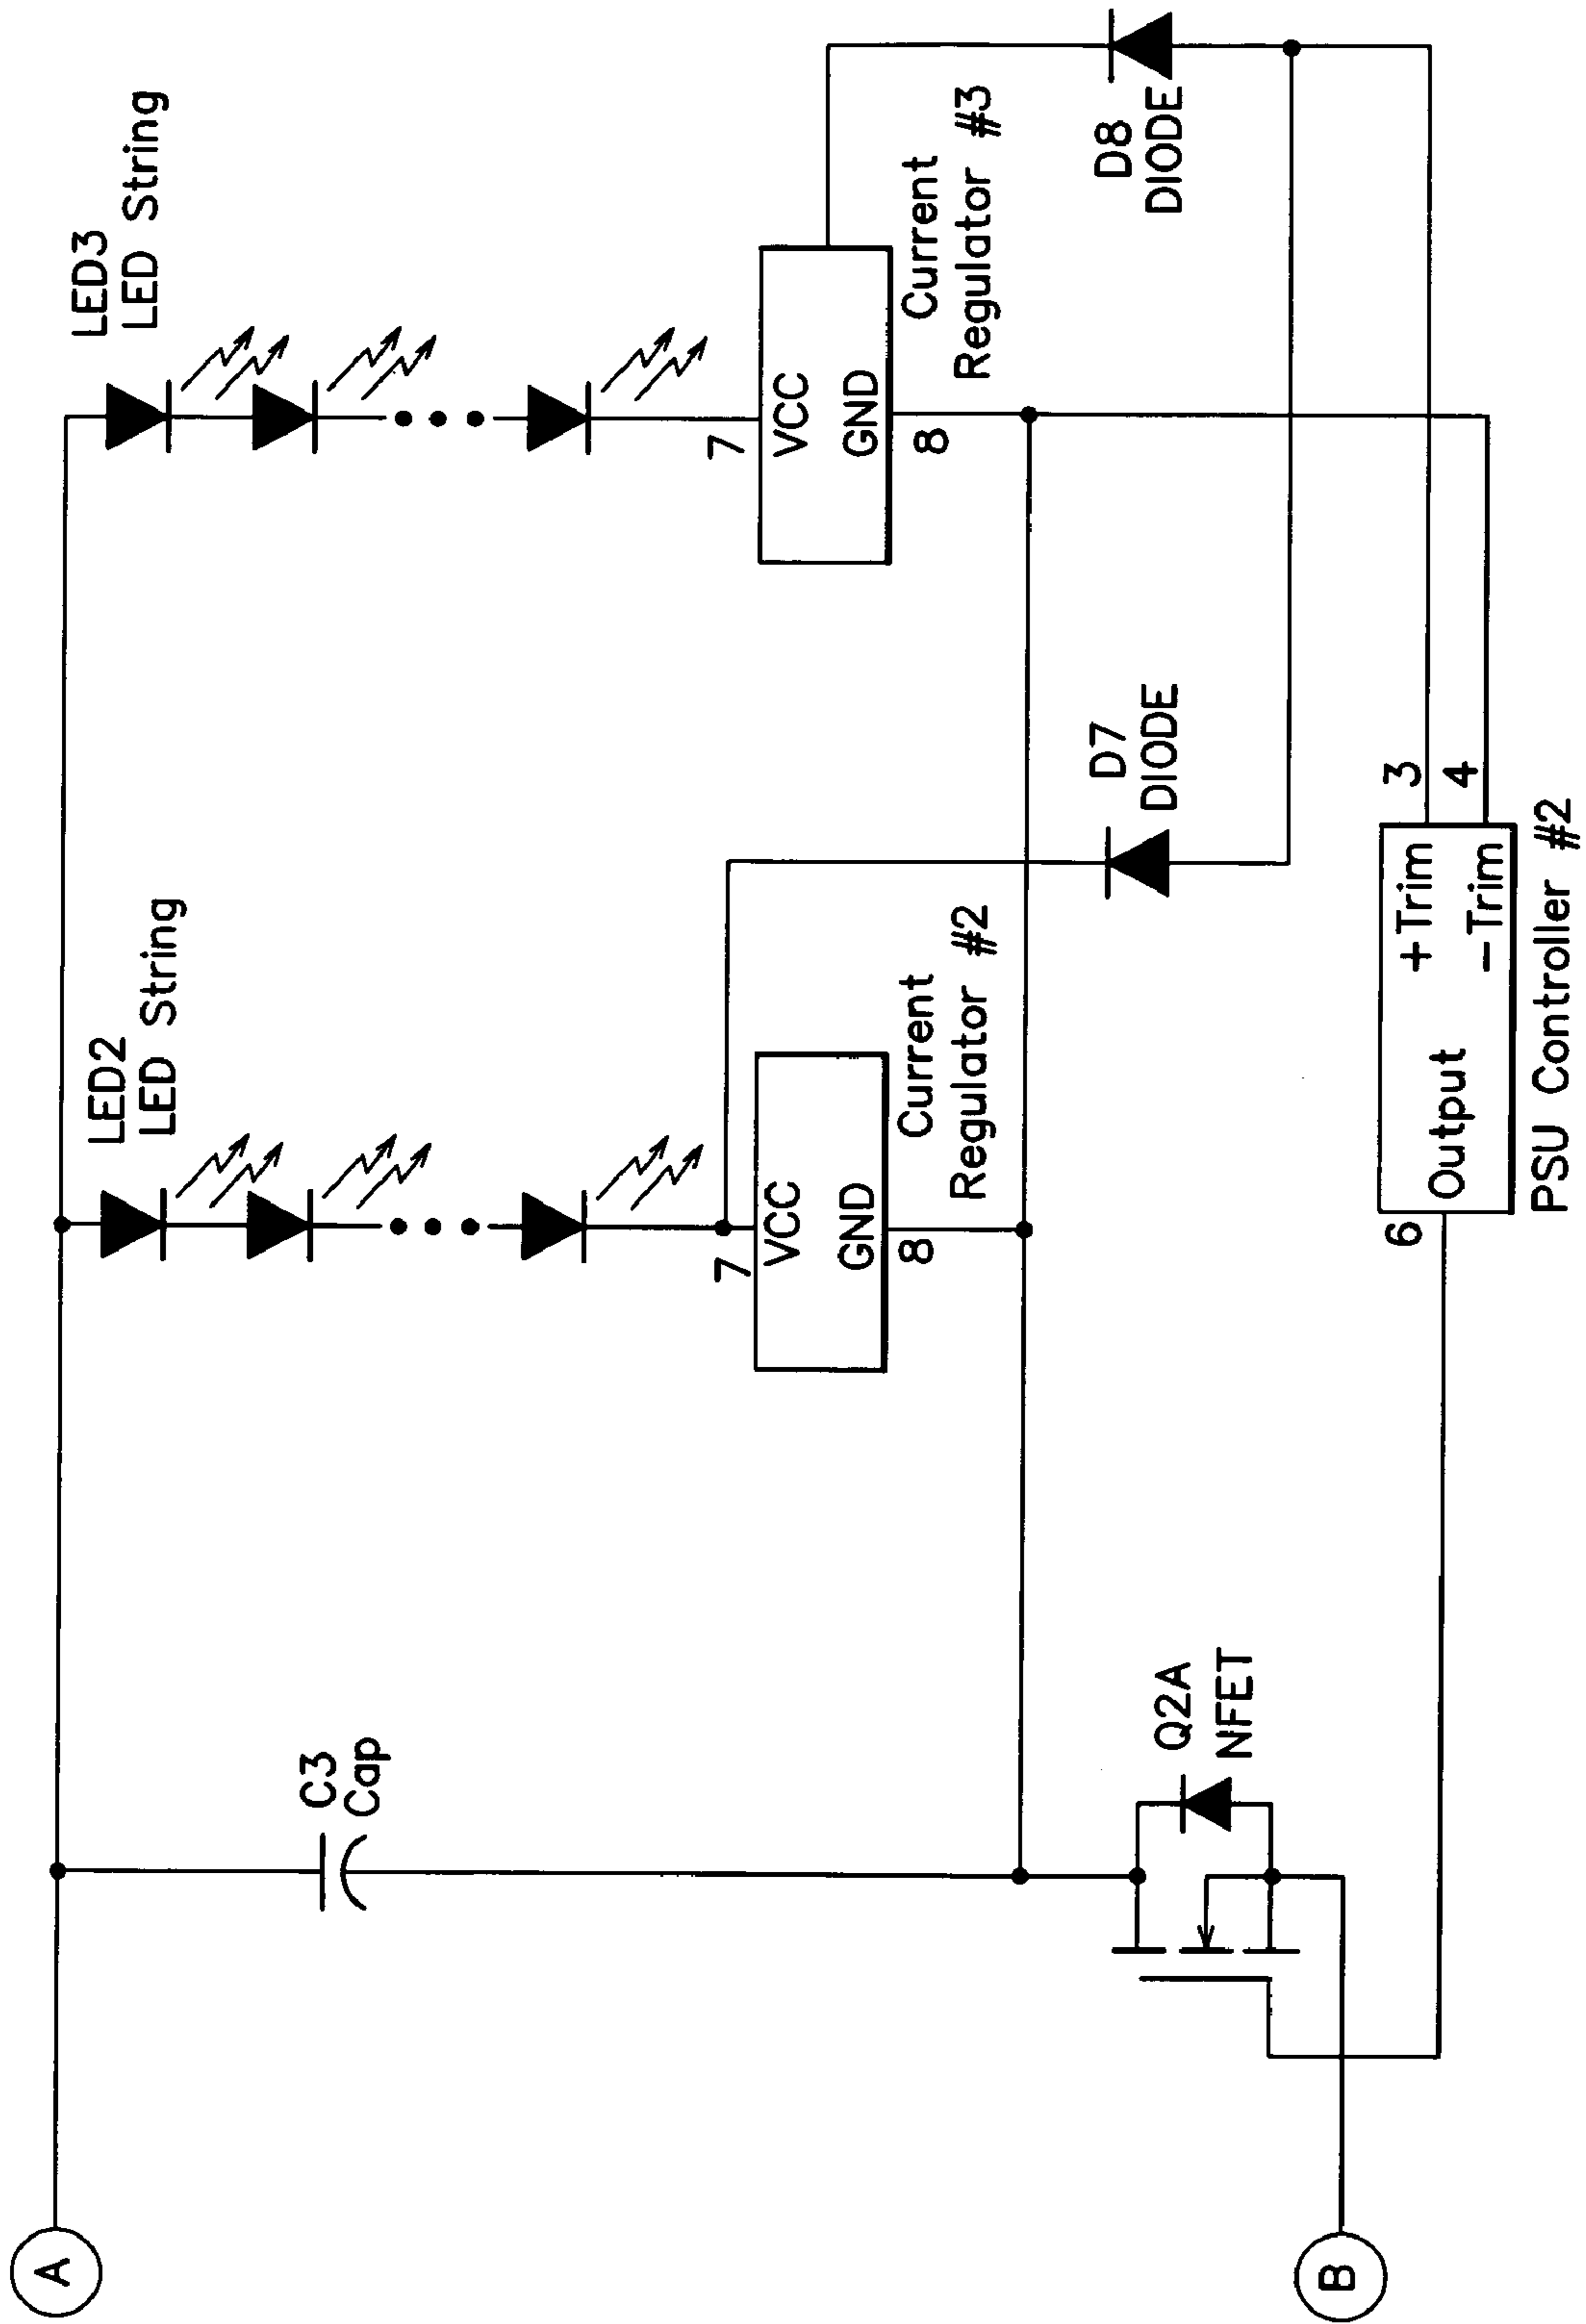 A
C3
Cap
LED2
LED String
LED3
LED String
7
VCC
GND
8
Current
Regulator #2
7
VCC
GND
8
Current
Regulator #3
D7
DIODE
D8
DIODE
Q2A
NFET
B
6
Output
+Trim
-Trim
3
4
PSU Controller #2